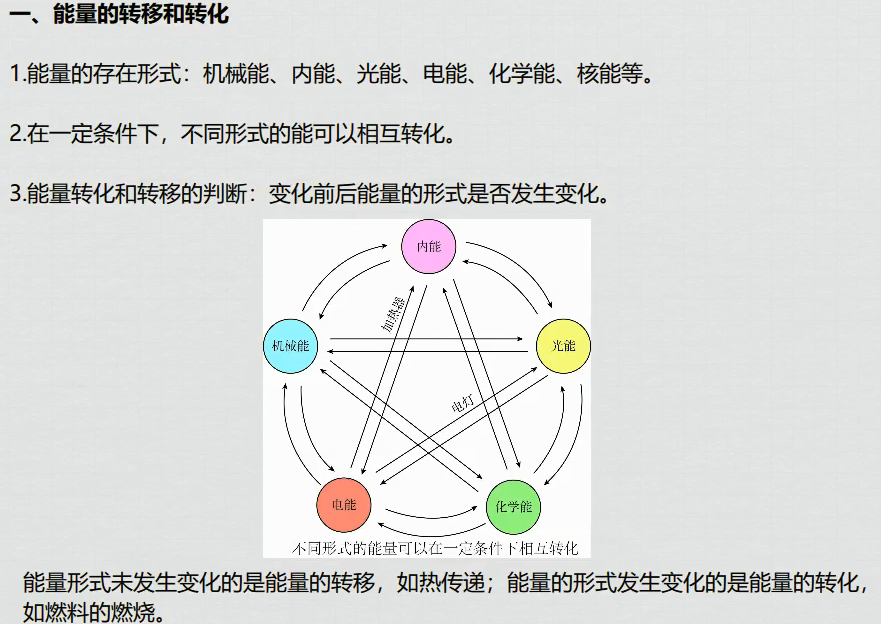 一、能量的转移和转化
1.能量的存在形式：机械能、内能、光能、电能、化学能、核能等。
2.在一定条件下，不同形式的能可以相互转化。
3.能量转化和转移的判断：变化前后能量的形式是否发生变化。
内能
加热器
机械能
光能
电灯
电能
化学能
不同形式的能量可以在一定条件下相互转化
能量形式未发生变化的是能量的转移，如热传递；能量的形式发生变化的是能量的转化，
如燃料的燃烧。